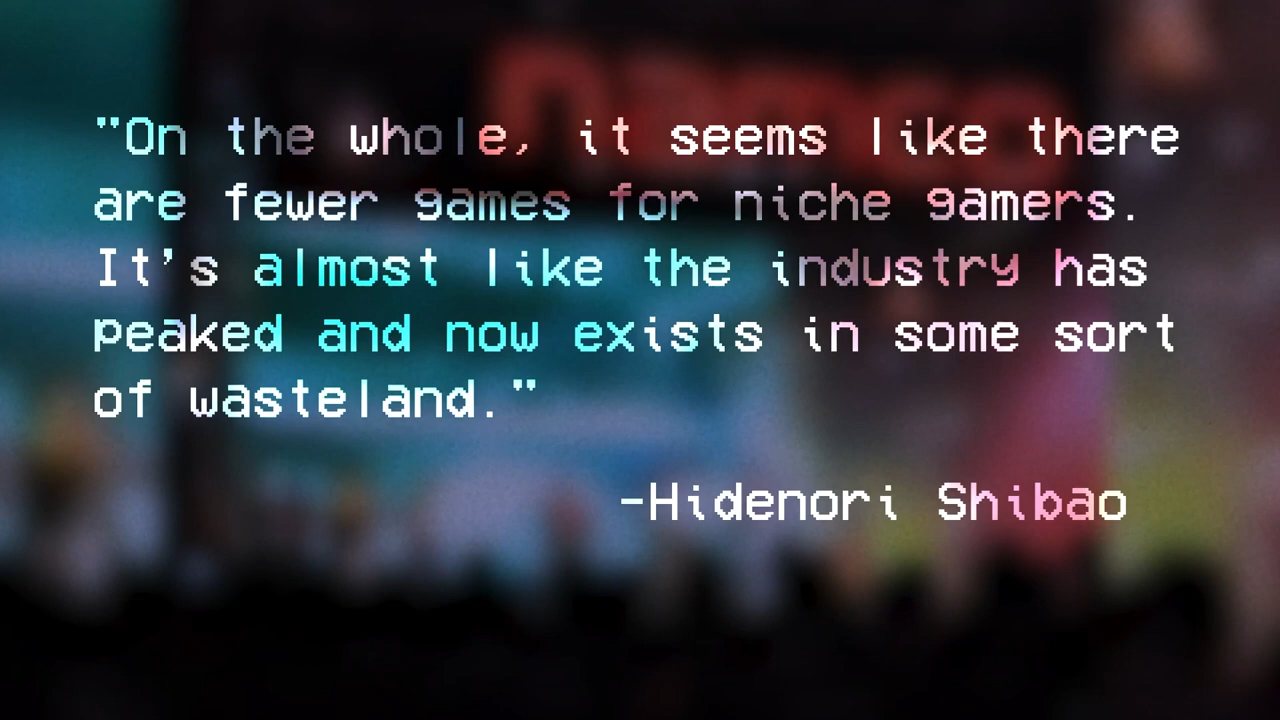 "On the whole, it seems like there
are fewer games for niche gamers.
It's almost like the industry has
peaked and now exists in some sort
of wasteland."
-Hidenori Shibao